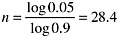 n = log 0.05 / log 0.9 = 28.4